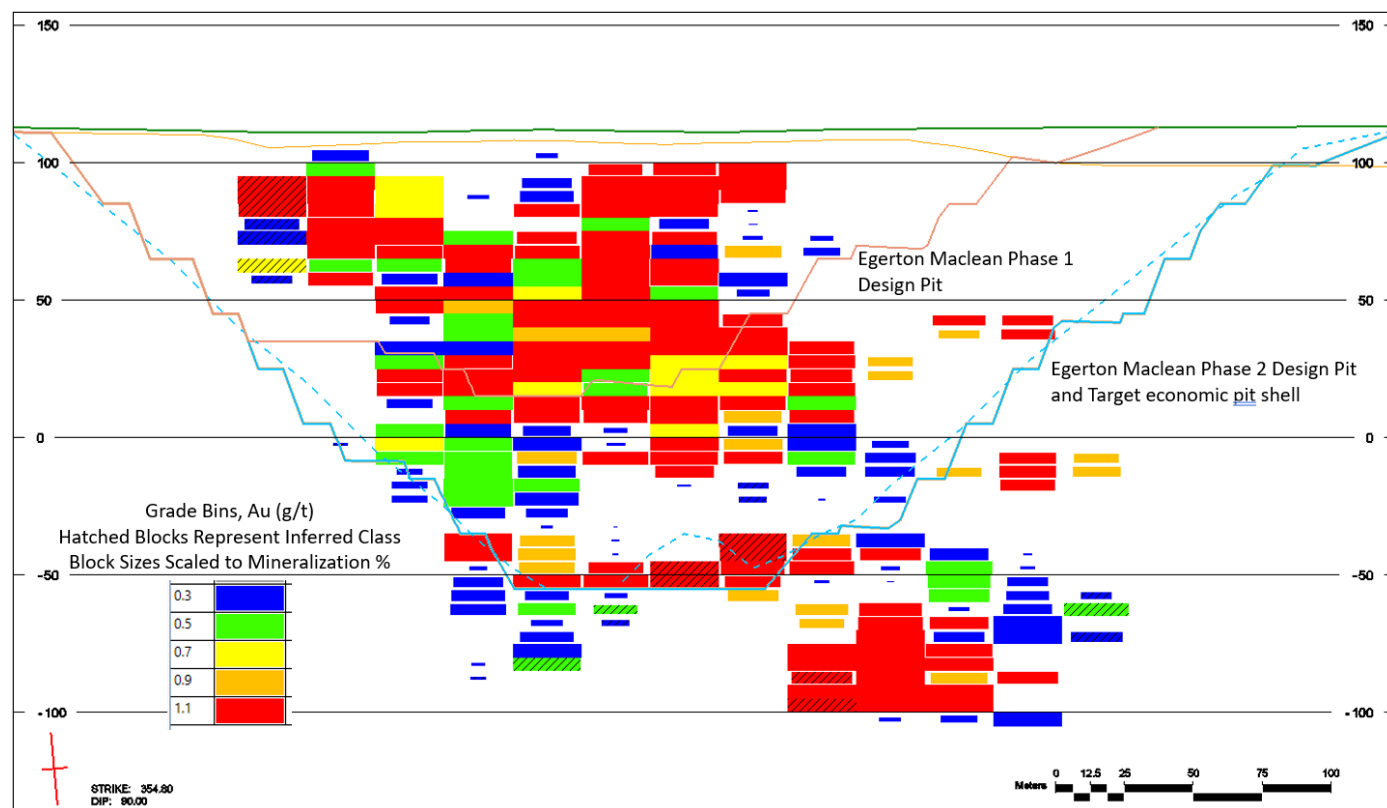 150
150
100
100
50
50
0
0
-50
-50
-100
-100
Egerton Maclean Phase 1
Design Pit
Egerton Maclean Phase 2 Design Pit
and Target economic pit shell
Grade Bins, Au (g/t)
Hatched Blocks Represent Inferred Class
Block Sizes Scaled to Mineralization %
0.3
0.5
0.7
0.9
1.1
STRIKE: 354.80
DIP: 90.00
Meters
0 12.5 25 50 75 100